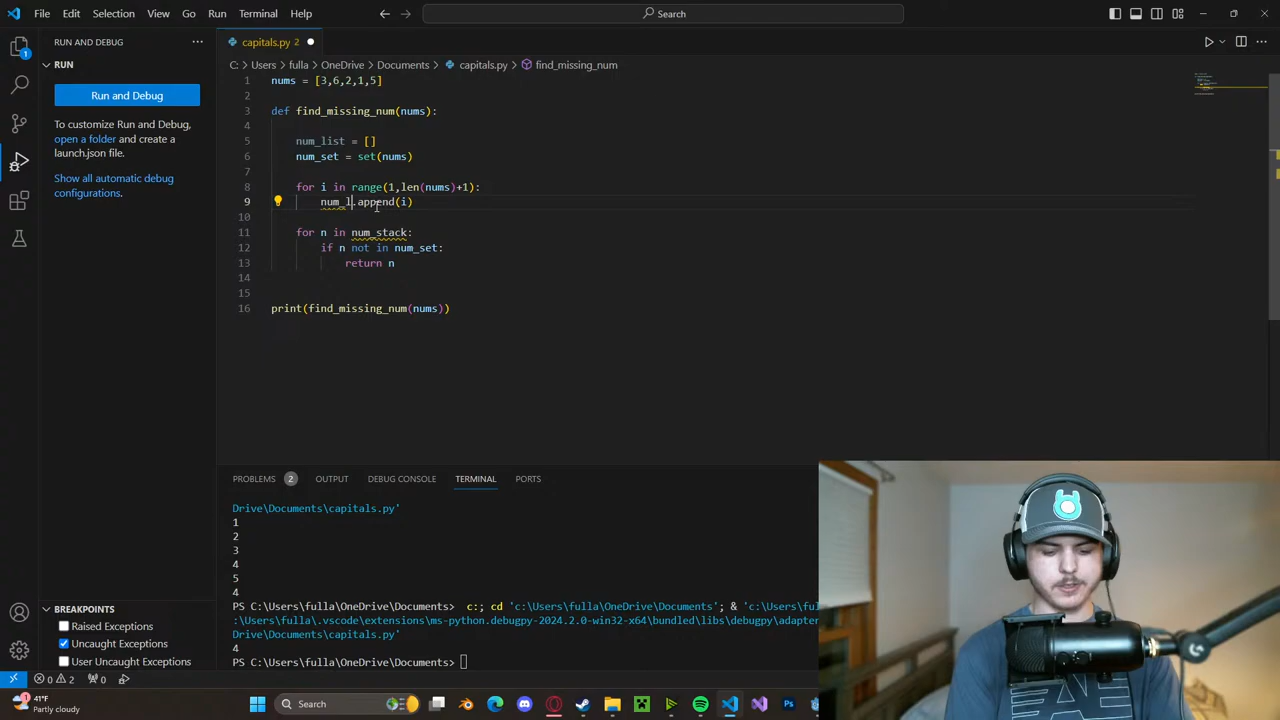 File Edit Selection View Go Run Terminal Help
Search
RUN AND DEBUG ...
capitals.py 2
C: > Users > fulla > OneDrive > Documents > capitals.py > find_missing_num
RUN
Run and Debug
To customize Run and Debug,
open a folder and create a
launch.json file.
Show all automatic debug
configurations.
1 nums = [3,6,2,1,5]
2
3 def find_missing_num(nums):
4
5 num_list = []
6 num_set = set(nums)
7
8 for i in range(1,len(nums)+1):
9 num_l.append(i)
10
11 for n in num_stack:
12 if n not in num_set:
13 return n
14
15
16 print(find_missing_num(nums))
PROBLEMS 2 OUTPUT DEBUG CONSOLE TERMINAL PORTS
Drive\Documents\capitals.py'
1
2
3
4
5
4
PS C:\Users\fulla\OneDrive\Documents> c:; cd 'c:\Users\fulla\OneDrive\Documents'; & 'c:\Users\fu
:\Users\fulla\.vscode\extensions\ms-python.debugpy-2024.2.0-win32-x64\bundled\libs\debugpy\adapte
Drive\Documents\capitals.py'
4
PS C:\Users\fulla\OneDrive\Documents>
BREAKPOINTS
Raised Exceptions
Uncaught Exceptions
User Uncaught Exceptions
0 2 0
1
41°F
Partly cloudy
Search
Ps